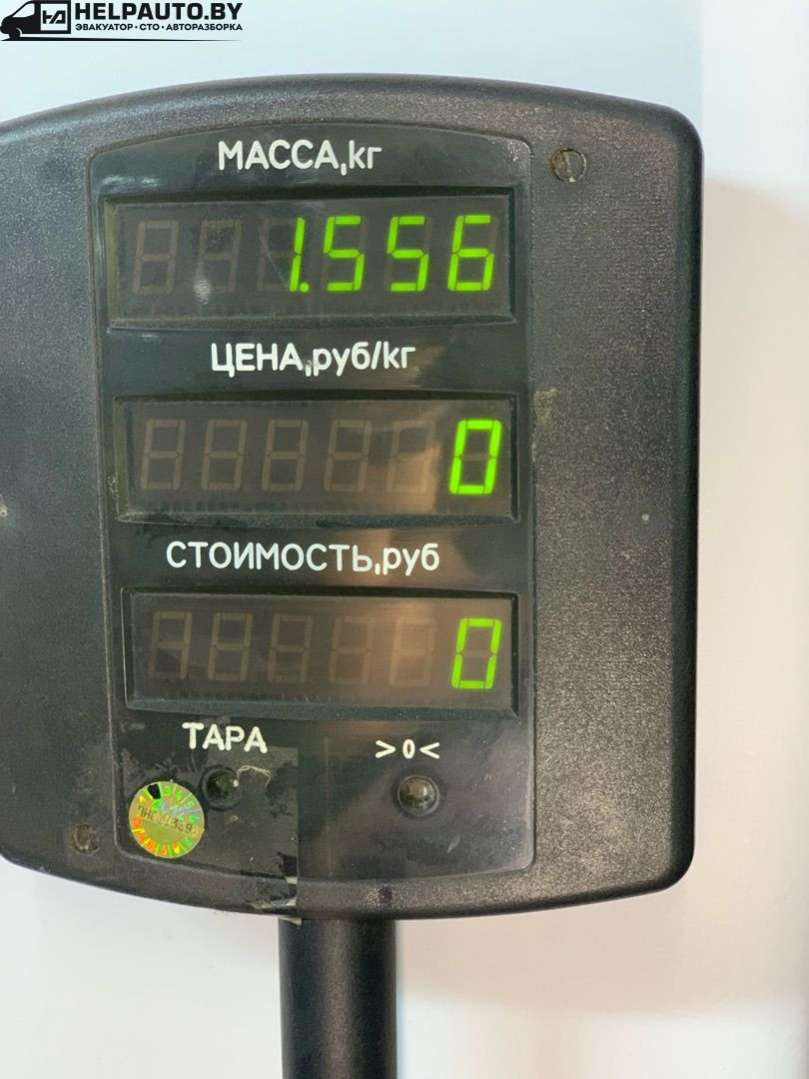 HELPAUTO.BY
ЭВАКУАТОР • СТО • АВТОРАЗБОРКА
МАССА,кг
1.556
ЦЕНА,руб/кг
0
СТОИМОСТЬ,руб
0
ТАРА >0<